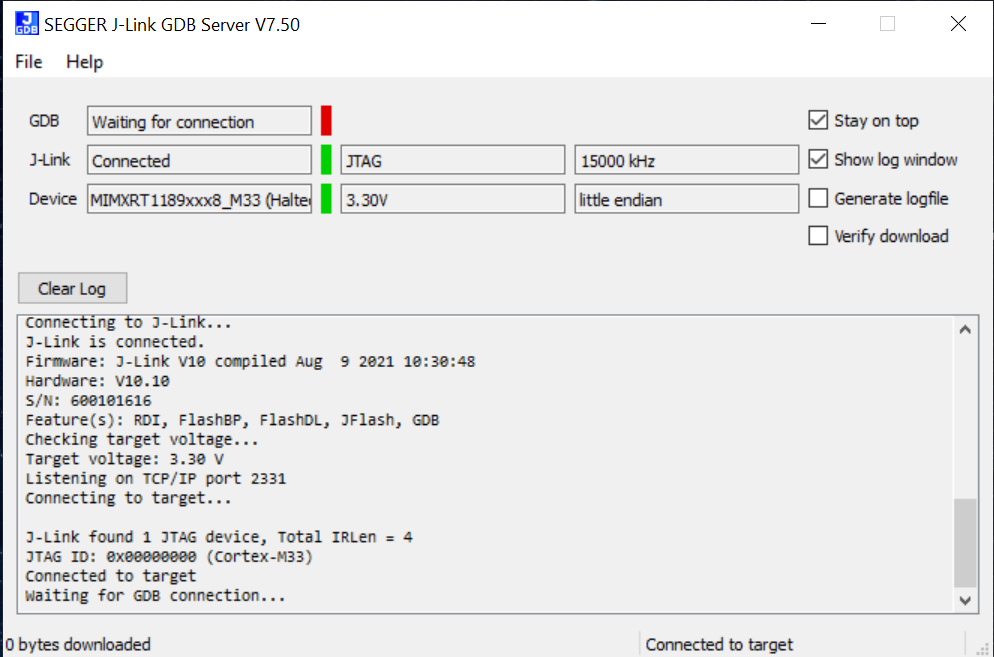 J GDB SEGGER J-Link GDB Server V7.50
File Help
GDB Waiting for connection Stay on top
J-Link Connected JTAG 15000 kHz Show log window
Device MIMXRT1189xxx8_M33 (Halted 3.30V little endian Generate logfile
Verify download
Clear Log
Connecting to J-Link...
J-Link is connected.
Firmware: J-Link V10 compiled Aug  9 2021 10:30:48
Hardware: V10.10
S/N: 600101616
Feature(s): RDI, FlashBP, FlashDL, JFlash, GDB
Checking target voltage...
Target voltage: 3.30 V
Listening on TCP/IP port 2331
Connecting to target...
J-Link found 1 JTAG device, Total IRLen = 4
JTAG ID: 0x00000000 (Cortex-M33)
Connected to target
Waiting for GDB connection...
0 bytes downloaded Connected to target